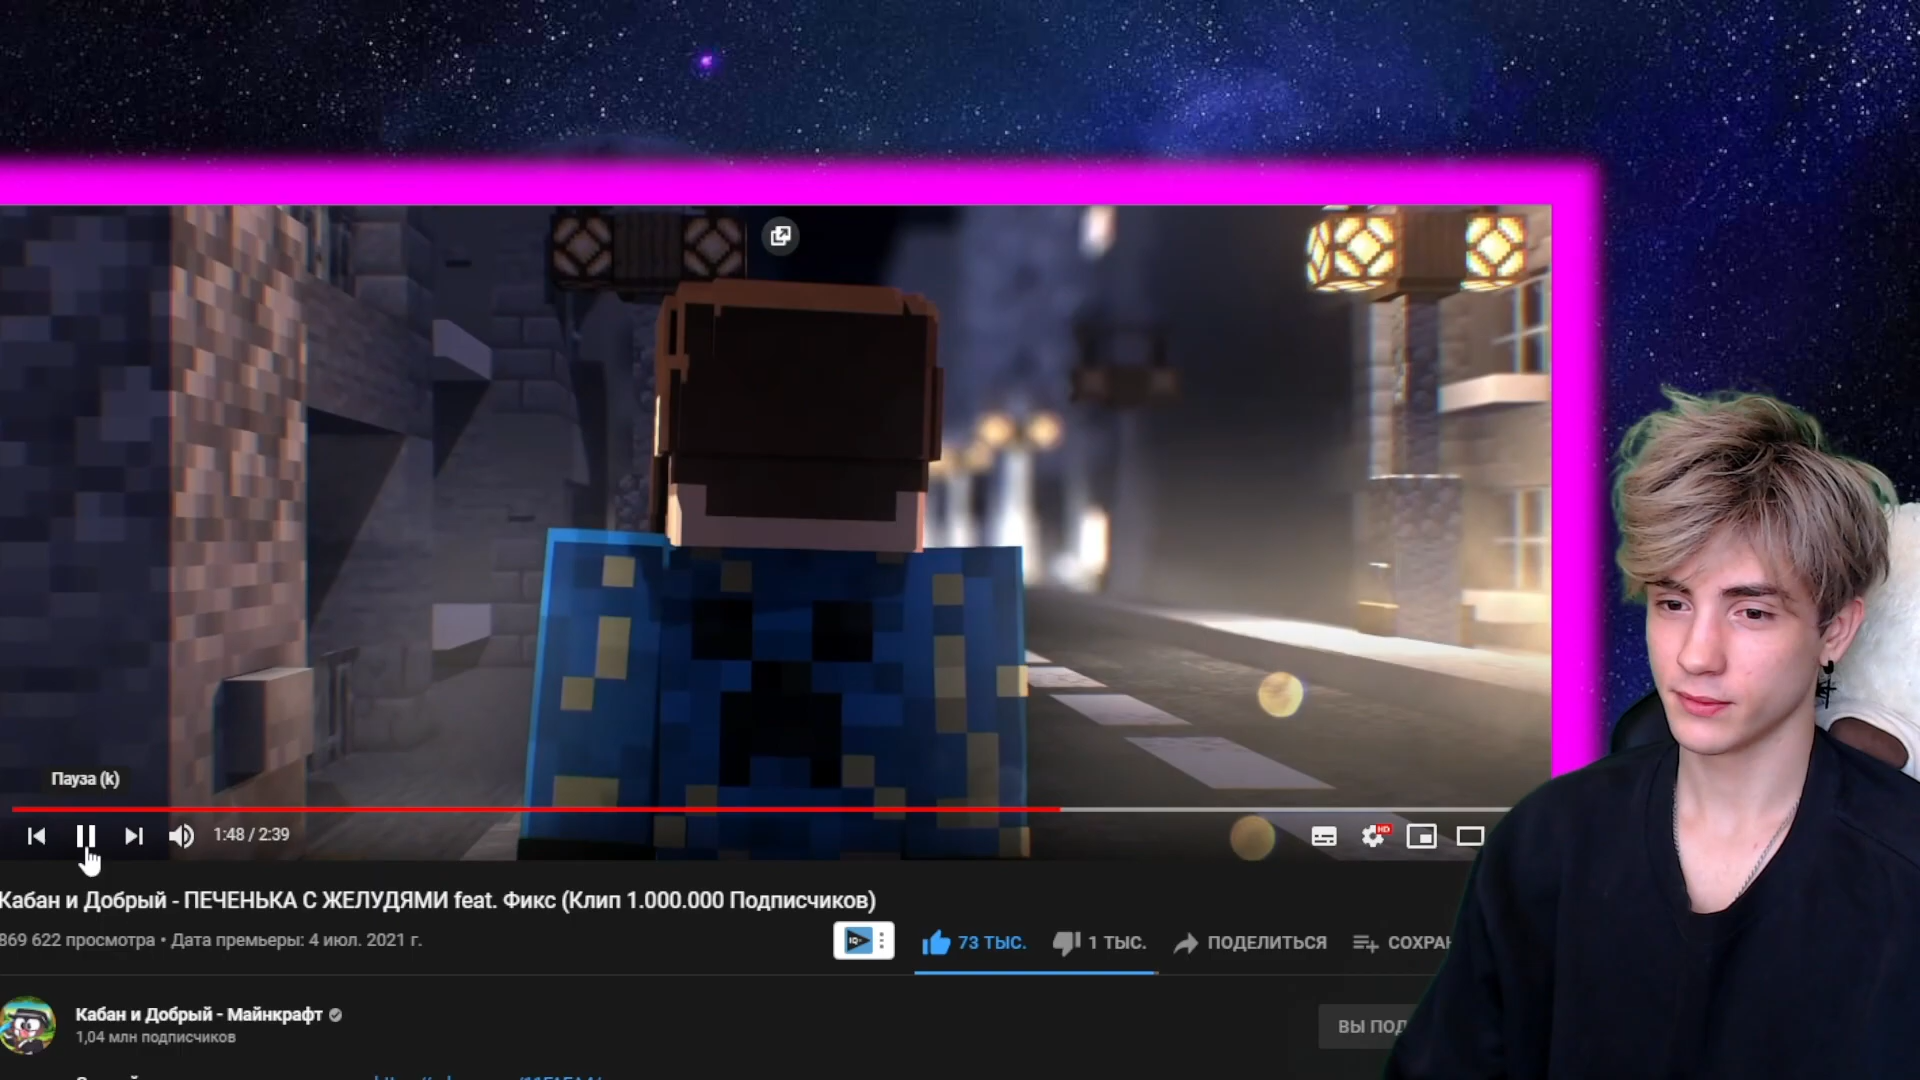 Пауза (k)
1:48 / 2:39
HD
Кабан и Добрый - ПЕЧЕНЬКА С ЖЕЛУДЯМИ feat. Фикс (Клип 1.000.000 Подписчиков)
869 622 просмотра • Дата премьеры: 4 июл. 2021 г.
IQ
73 ТЫС.
1 ТЫС.
ПОДЕЛИТЬСЯ
СОХРАН
Кабан и Добрый - Майнкрафт
1,04 млн подписчиков
ВЫ ПОД